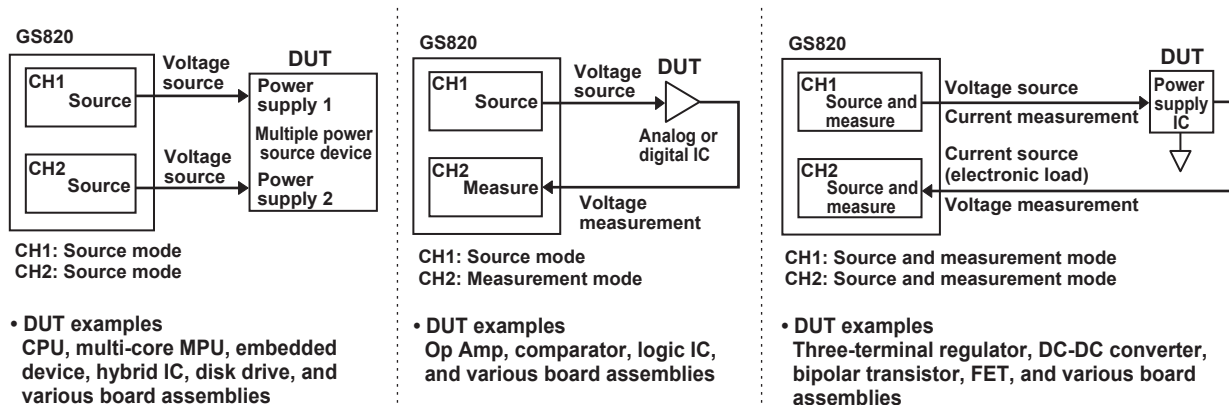 GS820
CH1
Source
CH2
Source
Voltage
source
Voltage
source
DUT
Power
supply 1
Multiple power
source device
Power
supply 2
CH1: Source mode
CH2: Source mode
• DUT examples
CPU, multi-core MPU, embedded
device, hybrid IC, disk drive, and
various board assemblies
GS820
CH1
Source
CH2
Measure
Voltage
source
DUT
Analog or
digital IC
Voltage
measurement
CH1: Source mode
CH2: Measurement mode
• DUT examples
Op Amp, comparator, logic IC,
and various board assemblies
GS820
CH1
Source and
measure
CH2
Source and
measure
Voltage source
Current measurement
Current source
(electronic load)
Voltage measurement
DUT
Power
supply
IC
CH1: Source and measurement mode
CH2: Source and measurement mode
• DUT examples
Three-terminal regulator, DC-DC converter,
bipolar transistor, FET, and various board
assemblies